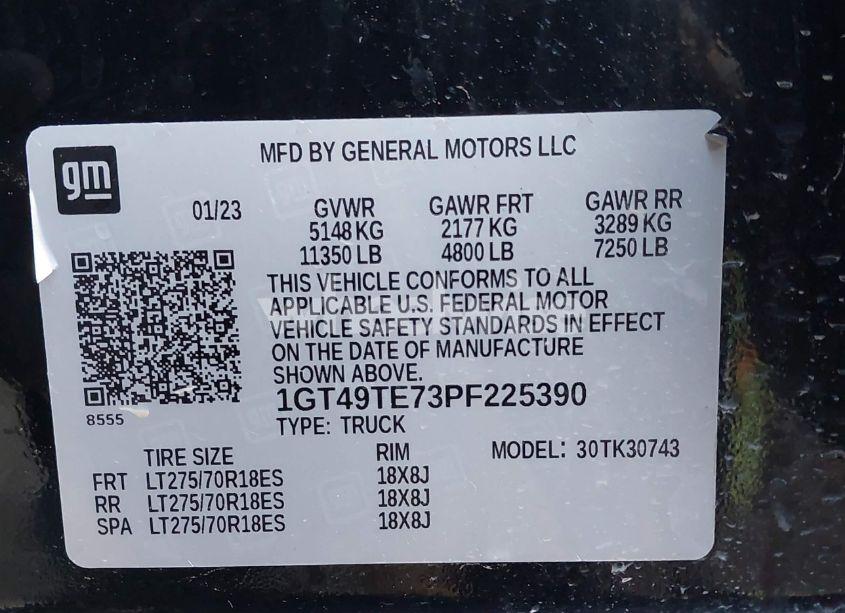 gm
MFD BY GENERAL MOTORS LLC
01/23 GVWR GAWR FRT GAWR RR
5148 KG 2177 KG 3289 KG
11350 LB 4800 LB 7250 LB
THIS VEHICLE CONFORMS TO ALL
APPLICABLE U.S. FEDERAL MOTOR
VEHICLE SAFETY STANDARDS IN EFFECT
ON THE DATE OF MANUFACTURE
SHOWN ABOVE.
1GT49TE73PF225390
8555
TYPE: TRUCK
TIRE SIZE RIM MODEL: 30TK30743
FRT LT275/70R18ES 18X8J
RR LT275/70R18ES 18X8J
SPA LT275/70R18ES 18X8J